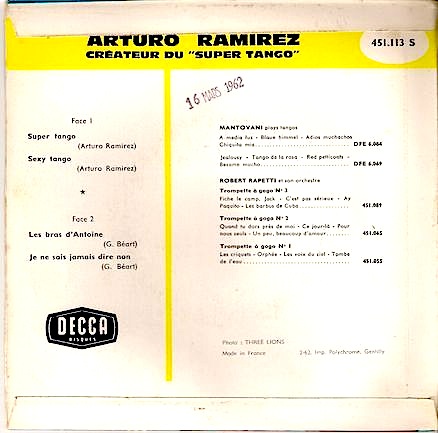 ARTURO RAMIREZ
CRÉATEUR DU "SUPER TANGO"
451.113 S
16 MARS 1962
Face 1
Super tango
(Arturo Ramirez)
Sexy tango
(Arturo Ramirez)
★
Face 2
Les bras d'Antoine
(G. Béart)
Je ne sais jamais dire non
(G. Béart)
DECCA
DISQUES
MANTOVANI plays tangos
A media luz - Blaue himmel - Adios muchachos
Chiquita mia DFE 6.064
Jealousy - Tango de la rosa - Red petticoats -
Besame mucho DFE 6.069
ROBERT RAPETTI et son orchestre
Trompette à gogo N° 3
Fiche le camp, Jack - C'est pas sérieux - Ay
Paquito - Les barbus de Cuba 451.089
Trompette à gogo N° 2
Quand tu dors près de moi - Ce jour-là - Pour
nous seuls - Un peu, beaucoup d'amour 451.065
Trompette à gogo N° 1
Les criquets - Orphée - Les voix du ciel - Tombe
de l'eau 451.055
Photo : THREE LIONS
Made in France 2-62, Imp. Polychrome, Gentilly